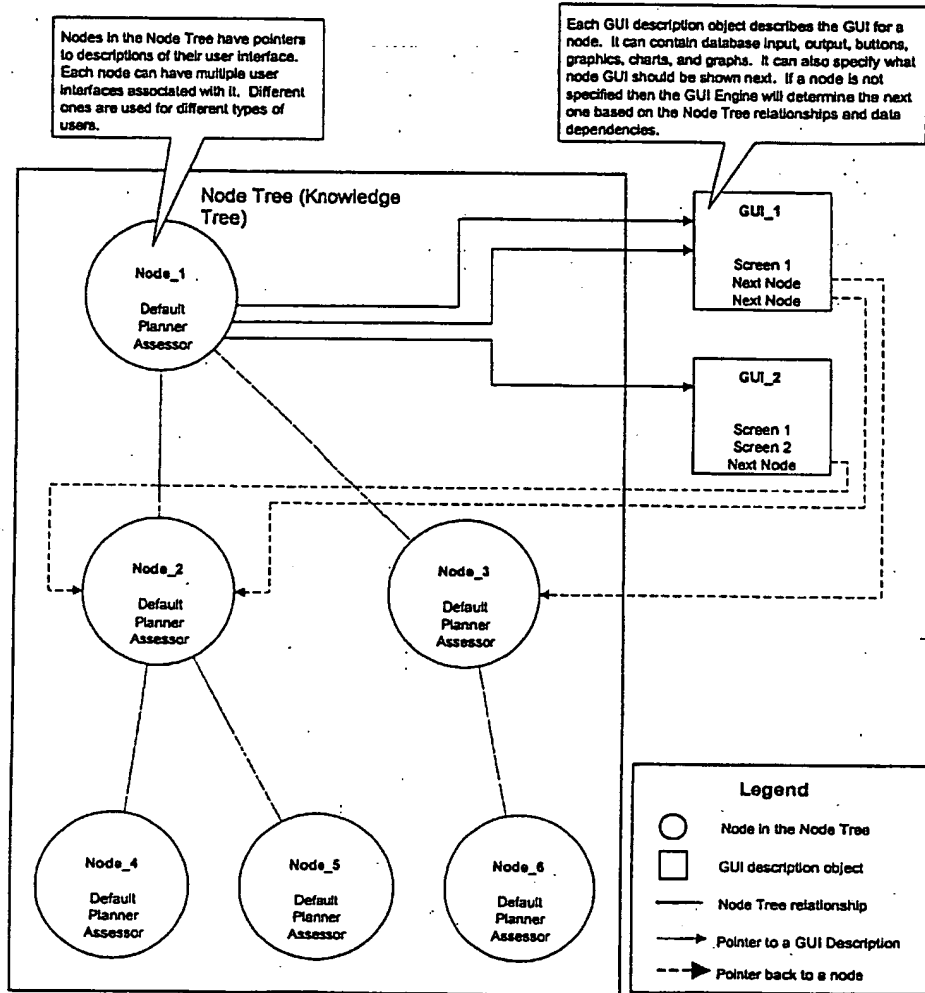 Nodes in the Node Tree have pointers
to descriptions of their user interface.
Each node can have multiple user
interfaces associated with it. Different
ones are used for different types of
users.
Each GUI description object describes the GUI for a
node. It can contain database input, output, buttons,
graphics, charts, and graphs. It can also specify what
node GUI should be shown next. If a node is not
specified then the GUI Engine will determine the next
one based on the Node Tree relationships and data
dependencies.
Node Tree (Knowledge
Tree)
Node_1
Default
Planner
Assessor
GUI_1
Screen 1
Next Node
Next Node
GUI_2
Screen 1
Screen 2
Next Node
Node_2
Default
Planner
Assessor
Node_3
Default
Planner
Assessor
Node_4
Default
Planner
Assessor
Node_5
Default
Planner
Assessor
Node_6
Default
Planner
Assessor
Legend
Node in the Node Tree
GUI description object
Node Tree relationship
Pointer to a GUI Description
Pointer back to a node